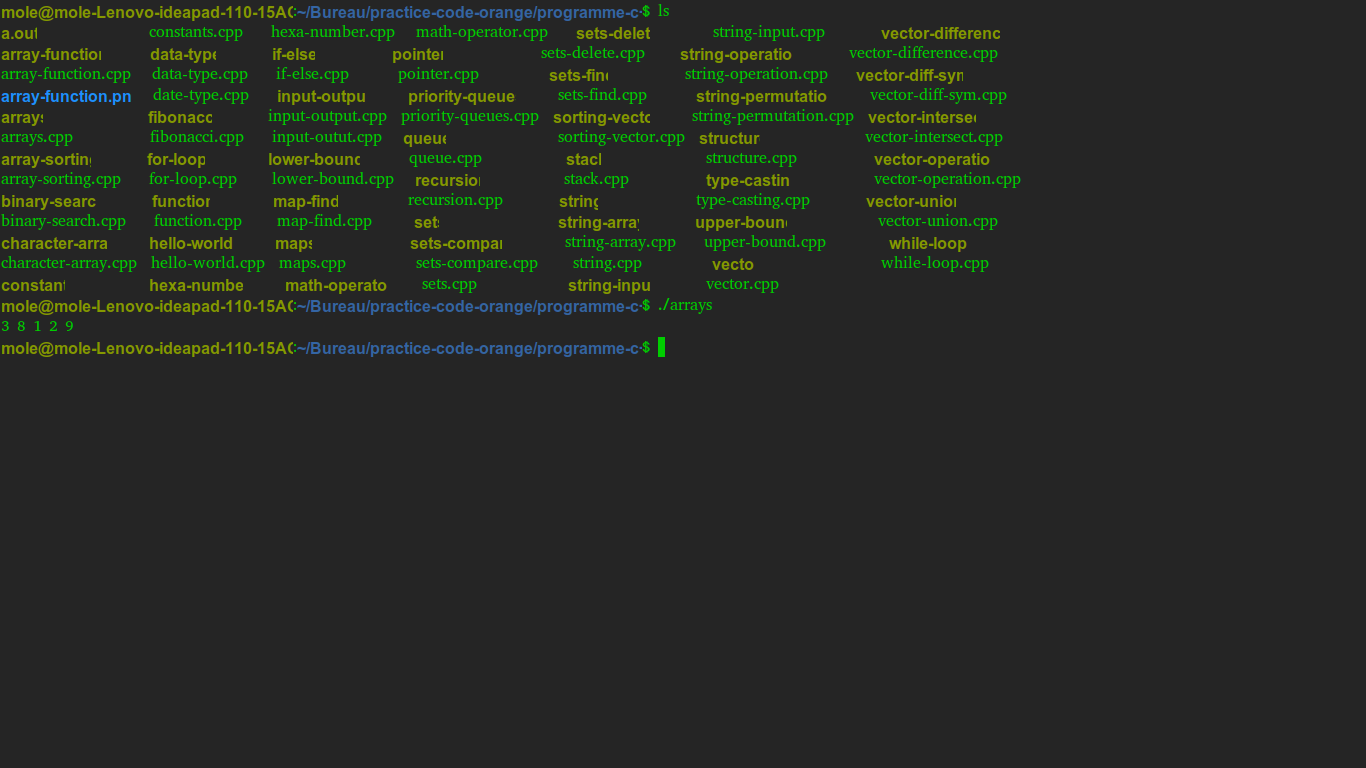 mole@mole-Lenovo-ideapad-110-15AC:~/Bureau/practice-code-orange/programme-c-$ ls
a.out constants.cpp hexa-number.cpp math-operator.cpp sets-delet string-input.cpp vector-differenc
array-function data-type if-else pointer sets-delete.cpp string-operatio vector-difference.cpp
array-function.cpp data-type.cpp if-else.cpp pointer.cpp sets-find string-operation.cpp vector-diff-sym
array-function.pn date-type.cpp input-outpu priority-queue sets-find.cpp string-permutatio vector-diff-sym.cpp
arrays fibonacc input-output.cpp priority-queues.cpp sorting-vecto string-permutation.cpp vector-intersec
arrays.cpp fibonacci.cpp input-outut.cpp queue sorting-vector.cpp structur vector-intersect.cpp
array-sorting for-loop lower-bound queue.cpp stack structure.cpp vector-operatio
array-sorting.cpp for-loop.cpp lower-bound.cpp recursion stack.cpp type-castin vector-operation.cpp
binary-searc function map-find recursion.cpp string type-casting.cpp vector-union
binary-search.cpp function.cpp map-find.cpp sets string-array upper-bound vector-union.cpp
character-arra hello-world maps sets-compar string-array.cpp upper-bound.cpp while-loop
character-array.cpp hello-world.cpp maps.cpp sets-compare.cpp string.cpp vecto while-loop.cpp
constant hexa-numbe math-operato sets.cpp string-inpu vector.cpp
mole@mole-Lenovo-ideapad-110-15AC:~/Bureau/practice-code-orange/programme-c-$ ./arrays
3 8 1 2 9
mole@mole-Lenovo-ideapad-110-15AC:~/Bureau/practice-code-orange/programme-c-$